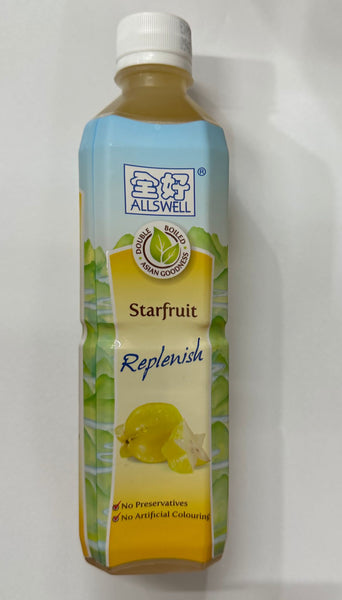 全好®
ALLSWELL
DOUBLE BOILED
ASIAN GOODNESS
Starfruit
Replenish
No Preservatives
No Artificial Colouring